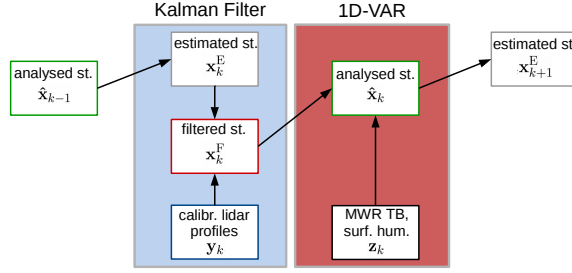 Kalman Filter
1D-VAR
analysed st.
x̂ₖ₋₁
estimated st.
xₖᴱ
filtered st.
xₖᶠ
calibr. lidar
profiles
yₖ
analysed st.
x̂ₖ
MWR TB,
surf. hum.
zₖ
estimated st.
xₖ₊₁ᴱ